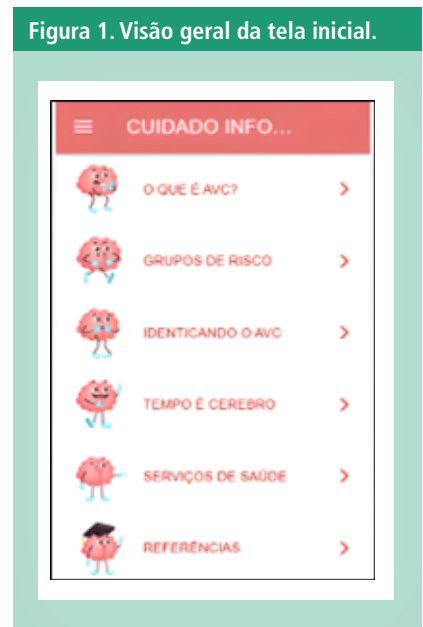 Figura 1. Visão geral da tela inicial.
CUIDADO INFO...
O QUE É AVC?
GRUPOS DE RISCO
IDENTICANDO O AVC
TEMPO É CEREBRO
SERVIÇOS DE SAÚDE
REFERÊNCIAS